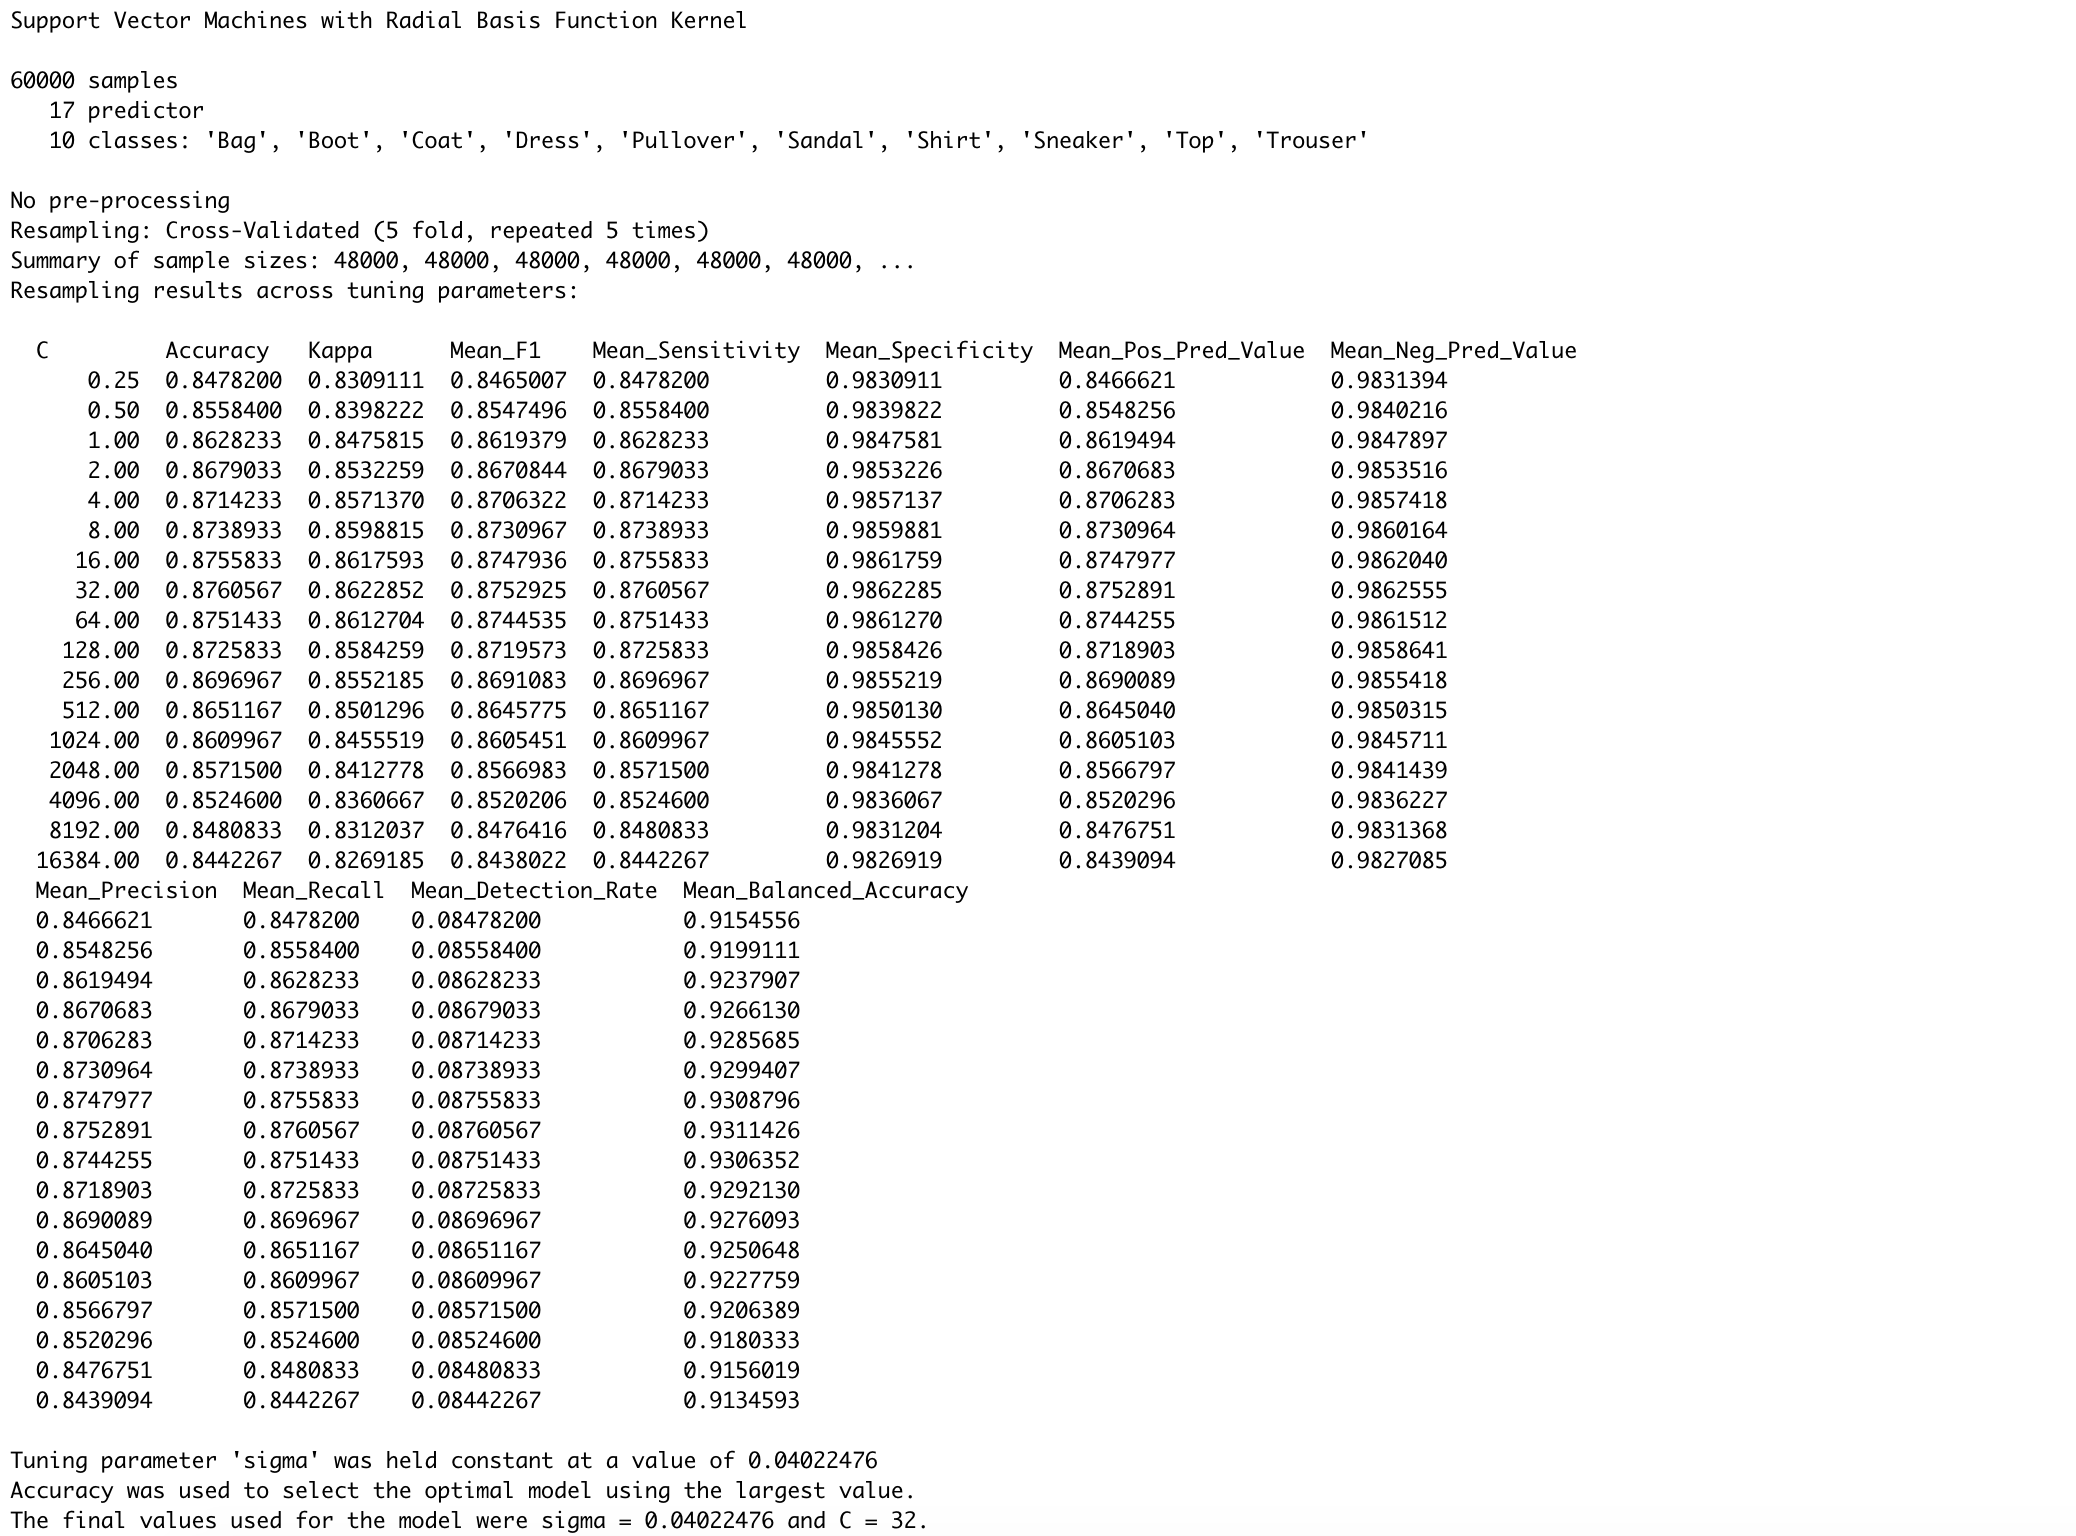 Support Vector Machines with Radial Basis Function Kernel
60000 samples
17 predictor
10 classes: 'Bag', 'Boot', 'Coat', 'Dress', 'Pullover', 'Sandal', 'Shirt', 'Sneaker', 'Top', 'Trouser'
No pre-processing
Resampling: Cross-Validated (5 fold, repeated 5 times)
Summary of sample sizes: 48000, 48000, 48000, 48000, 48000, 48000, ...
Resampling results across tuning parameters:
C Accuracy Kappa Mean_F1 Mean_Sensitivity Mean_Specificity Mean_Pos_Pred_Value Mean_Neg_Pred_Value
0.25 0.8478200 0.8309111 0.8465007 0.8478200 0.9830911 0.8466621 0.9831394
0.50 0.8558400 0.8398222 0.8547496 0.8558400 0.9839822 0.8548256 0.9840216
1.00 0.8628233 0.8475815 0.8619379 0.8628233 0.9847581 0.8619494 0.9847897
2.00 0.8679033 0.8532259 0.8670844 0.8679033 0.9853226 0.8670683 0.9853516
4.00 0.8714233 0.8571370 0.8706322 0.8714233 0.9857137 0.8706283 0.9857418
8.00 0.8738933 0.8598815 0.8730967 0.8738933 0.9859881 0.8730964 0.9860164
16.00 0.8755833 0.8617593 0.8747936 0.8755833 0.9861759 0.8747977 0.9862040
32.00 0.8760567 0.8622852 0.8752925 0.8760567 0.9862285 0.8752891 0.9862555
64.00 0.8751433 0.8612704 0.8744535 0.8751433 0.9861270 0.8744255 0.9861512
128.00 0.8725833 0.8584259 0.8719573 0.8725833 0.9858426 0.8718903 0.9858641
256.00 0.8696967 0.8552185 0.8691083 0.8696967 0.9855219 0.8690089 0.9855418
512.00 0.8651167 0.8501296 0.8645775 0.8651167 0.9850130 0.8645040 0.9850315
1024.00 0.8609967 0.8455519 0.8605451 0.8609967 0.9845552 0.8605103 0.9845711
2048.00 0.8571500 0.8412778 0.8566983 0.8571500 0.9841278 0.8566797 0.9841439
4096.00 0.8524600 0.8360667 0.8520206 0.8524600 0.9836067 0.8520296 0.9836227
8192.00 0.8480833 0.8312037 0.8476416 0.8480833 0.9831204 0.8476751 0.9831368
16384.00 0.8442267 0.8269185 0.8438022 0.8442267 0.9826919 0.8439094 0.9827085
Mean_Precision Mean_Recall Mean_Detection_Rate Mean_Balanced_Accuracy
0.8466621 0.8478200 0.08478200 0.9154556
0.8548256 0.8558400 0.08558400 0.9199111
0.8619494 0.8628233 0.08628233 0.9237907
0.8670683 0.8679033 0.08679033 0.9266130
0.8706283 0.8714233 0.08714233 0.9285685
0.8730964 0.8738933 0.08738933 0.9299407
0.8747977 0.8755833 0.08755833 0.9308796
0.8752891 0.8760567 0.08760567 0.9311426
0.8744255 0.8751433 0.08751433 0.9306352
0.8718903 0.8725833 0.08725833 0.9292130
0.8690089 0.8696967 0.08696967 0.9276093
0.8645040 0.8651167 0.08651167 0.9250648
0.8605103 0.8609967 0.08609967 0.9227759
0.8566797 0.8571500 0.08571500 0.9206389
0.8520296 0.8524600 0.08524600 0.9180333
0.8476751 0.8480833 0.08480833 0.9156019
0.8439094 0.8442267 0.08442267 0.9134593
Tuning parameter 'sigma' was held constant at a value of 0.04022476
Accuracy was used to select the optimal model using the largest value.
The final values used for the model were sigma = 0.04022476 and C = 32.